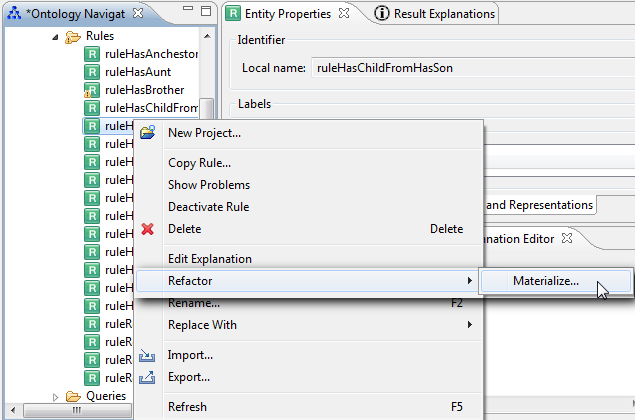 *Ontology Navigat
Rules
R ruleHasAnchestor
R ruleHasAunt
R ruleHasBrother
R ruleHasChildFrom
R ruleH
R ruleH
R ruleH
R ruleH
R ruleH
R ruleH
R ruleH
R ruleH
R ruleH
R ruleH
R ruleH
R ruleR
R ruleR
R ruleR
R ruleR
Queries
R Entity Properties
Result Explanations
Identifier
Local name: ruleHasChildFromHasSon
Labels
and Representations
nation Editor
New Project...
Copy Rule...
Show Problems
Deactivate Rule
Delete Delete
Edit Explanation
Refactor
Materialize...
Rename... F2
Replace With
Import...
Export...
Refresh F5